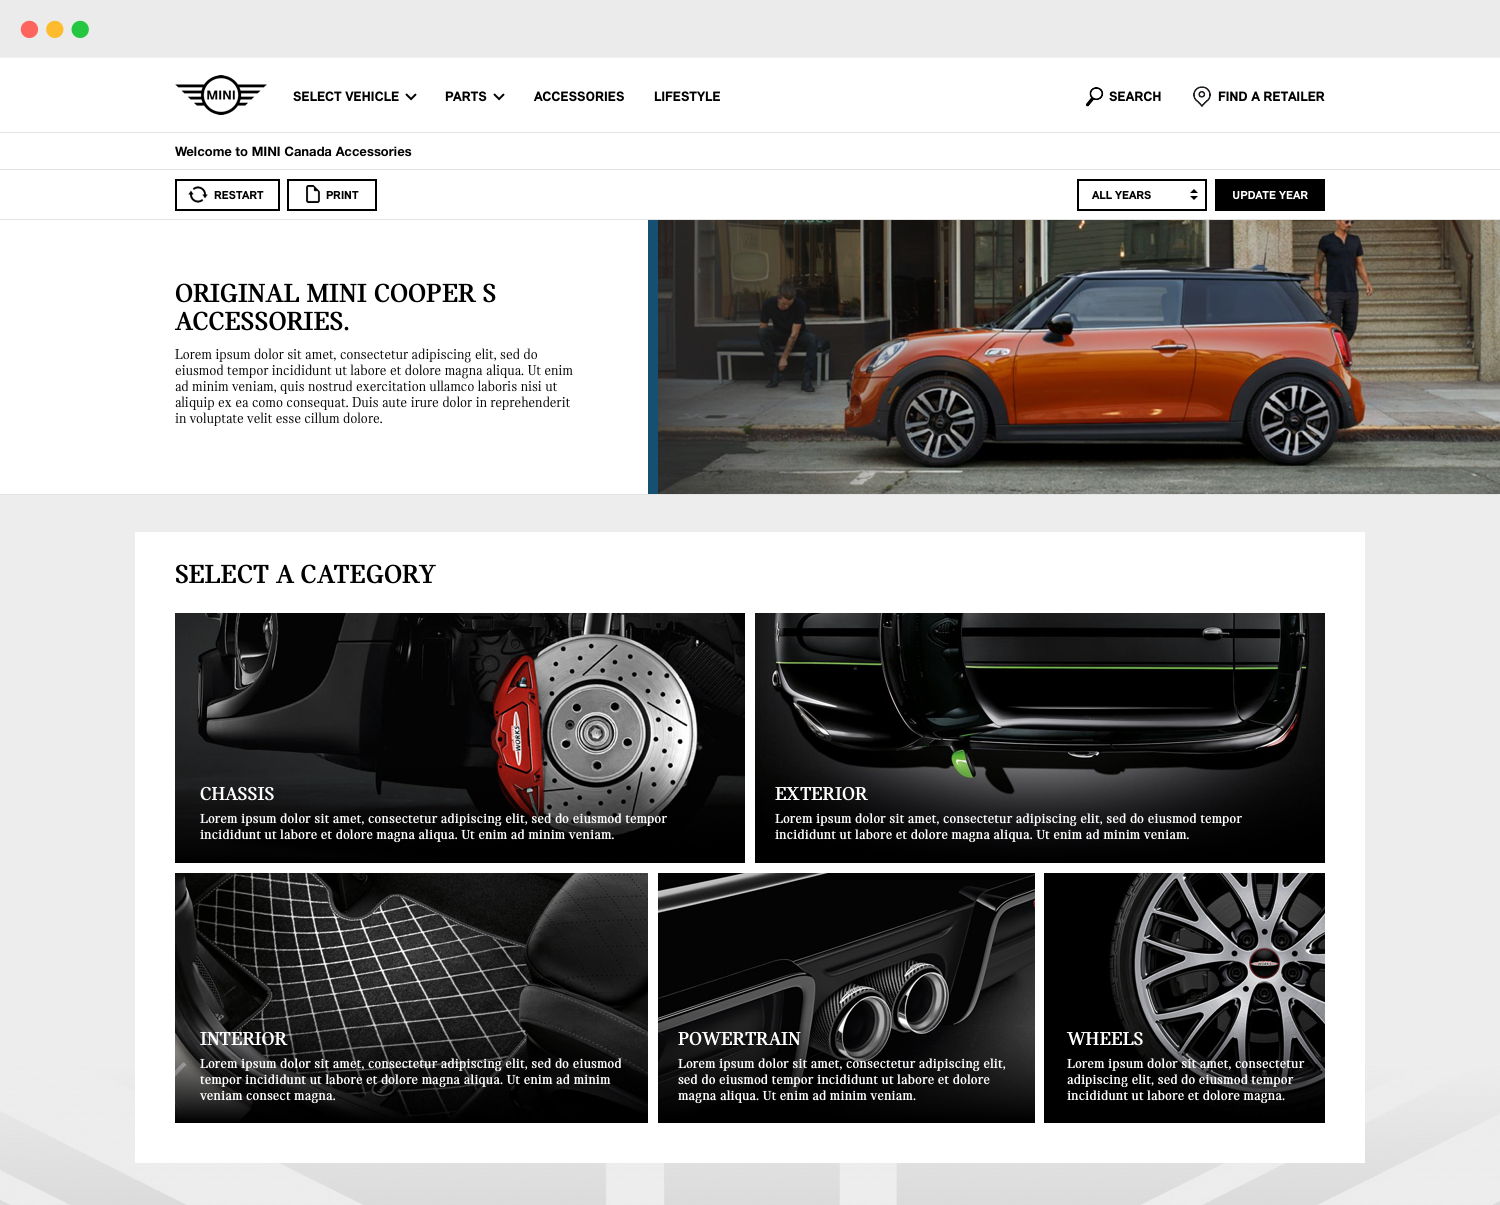 MINI
SELECT VEHICLE
PARTS
ACCESSORIES
LIFESTYLE
SEARCH
FIND A RETAILER
Welcome to MINI Canada Accessories
RESTART
PRINT
ALL YEARS
UPDATE YEAR
ORIGINAL MINI COOPER S
ACCESSORIES.
Lorem ipsum dolor sit amet, consectetur adipiscing elit, sed do
eiusmod tempor incididunt ut labore et dolore magna aliqua. Ut enim
ad minim veniam, quis nostrud exercitation ullamco laboris nisi ut
aliquip ex ea como consequat. Duis aute irure dolor in reprehenderit
in voluptate velit esse cillum dolore.
SELECT A CATEGORY
WORKS
CHASSIS
Lorem ipsum dolor sit amet, consectetur adipiscing elit, sed do eiusmod tempor
incididunt ut labore et dolore magna aliqua. Ut enim ad minim veniam.
EXTERIOR
Lorem ipsum dolor sit amet, consectetur adipiscing elit, sed do eiusmod tempor
incididunt ut labore et dolore magna aliqua. Ut enim ad minim veniam.
INTERIOR
Lorem ipsum dolor sit amet, consectetur adipiscing elit, sed do eiusmod
tempor incididunt ut labore et dolore magna aliqua. Ut enim ad minim
veniam consect magna.
POWERTRAIN
Lorem ipsum dolor sit amet, consectetur adipiscing elit,
sed do eiusmod tempor incididunt ut labore et dolore
magna aliqua. Ut enim ad minim veniam.
WHEELS
Lorem ipsum dolor sit amet, consectetur
adipiscing elit, sed do eiusmod tempor
incididunt ut labore et dolore magna.